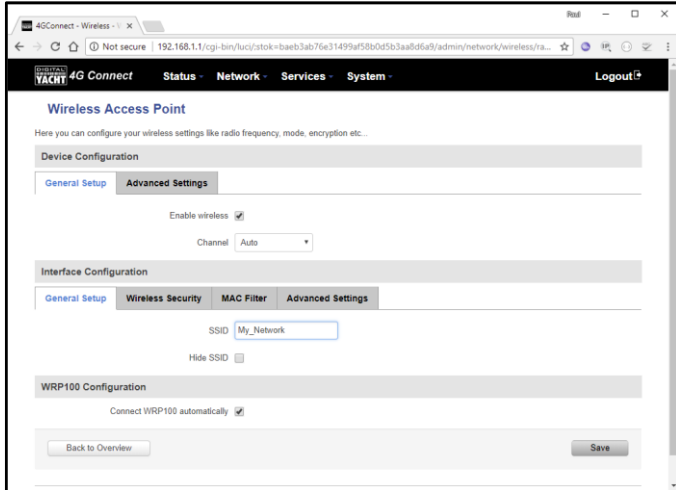 4GConnect - Wireless - W
Not secure | 192.168.1.1/cgi-bin/luci/;stok=baeb3ab76e31499af58b0d5b3aa8d6a9/admin/network/wireless/ra...
DIGITAL YACHT 4G Connect Status Network Services System Logout
Wireless Access Point
Here you can configure your wireless settings like radio frequency, mode, encryption etc...
Device Configuration
General Setup Advanced Settings
Enable wireless
Channel Auto
Interface Configuration
General Setup Wireless Security MAC Filter Advanced Settings
SSID My_Network
Hide SSID
WRP100 Configuration
Connect WRP100 automatically
Back to Overview Save